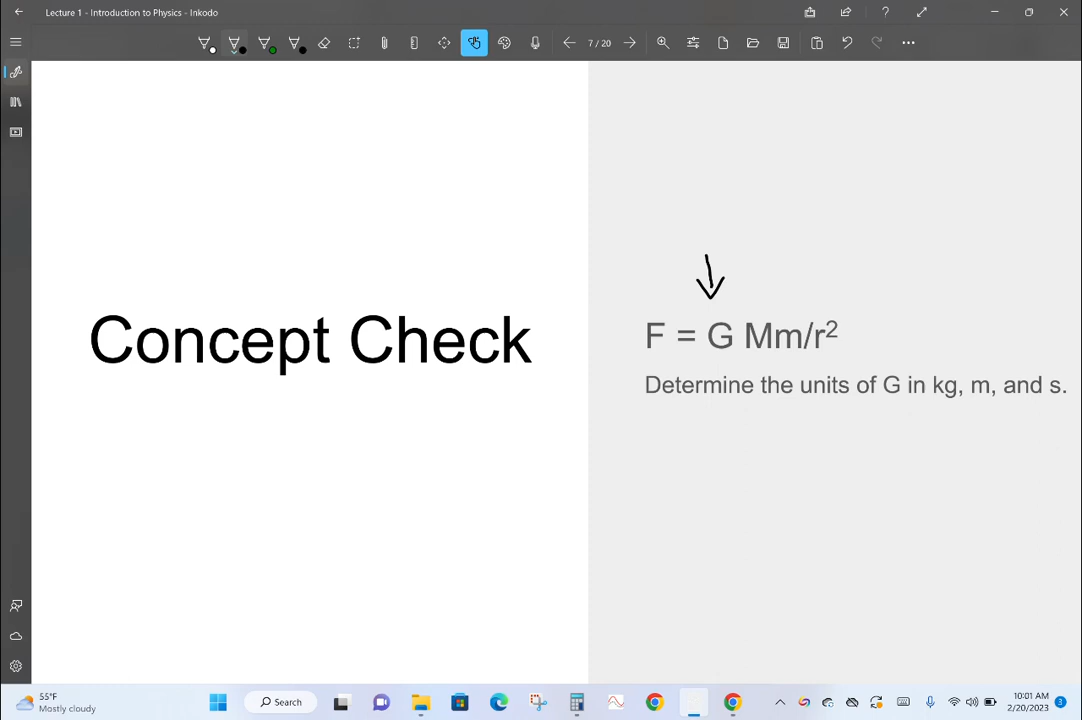 Lecture 1 - Introduction to Physics - Inkodo
7 / 20
Concept Check
F = G Mm/r²
Determine the units of G in kg, m, and s.
55°F
Mostly cloudy
Search
10:01 AM
2/20/2023
3